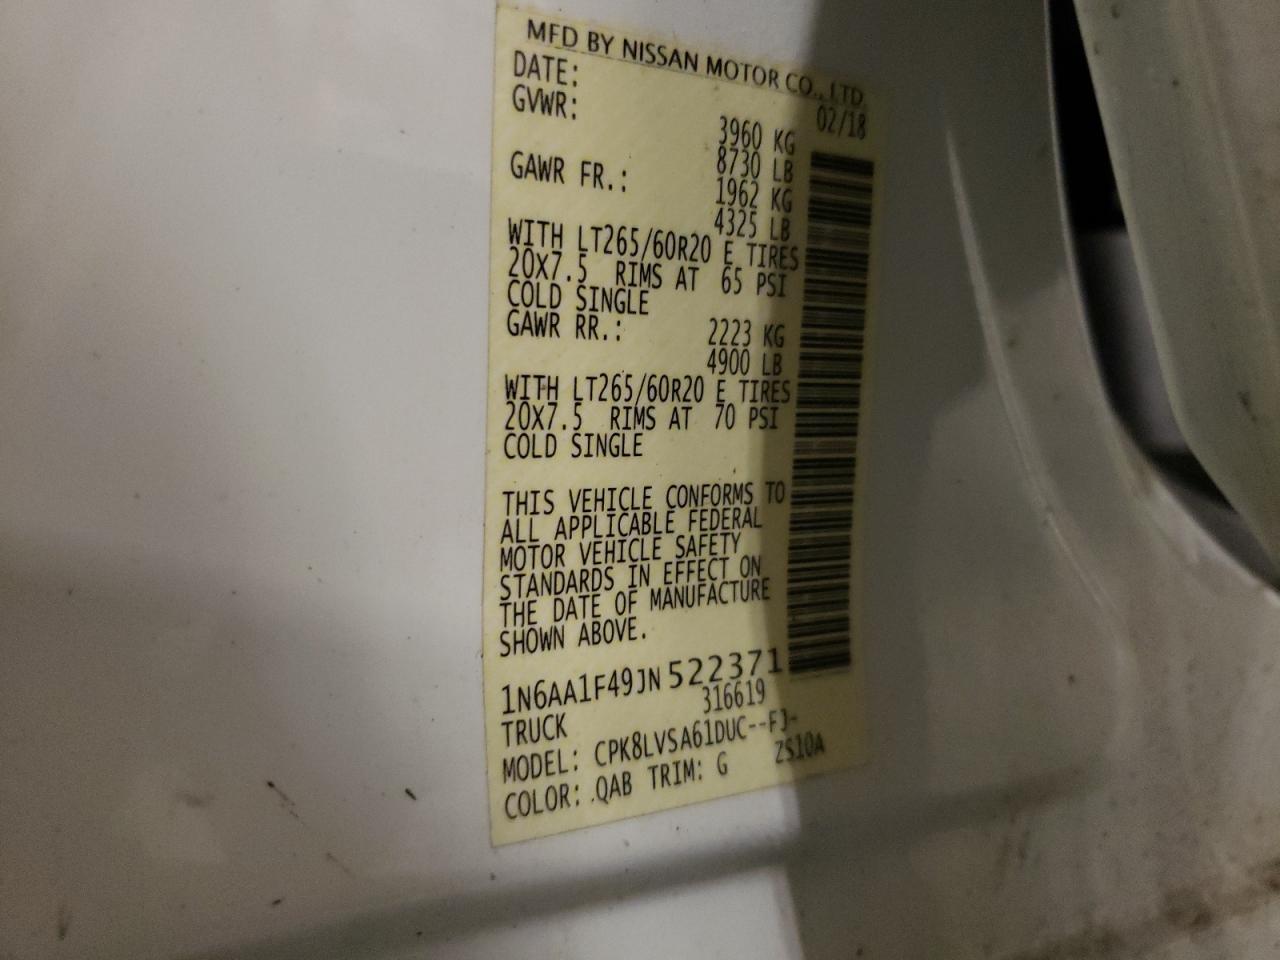 MFD BY NISSAN MOTOR CO., LTD.
DATE: 02/18
GVWR: 3960 KG
8730 LB
GAWR FR.: 1962 KG
4325 LB
WITH LT265/60R20 E TIRES
20X7.5 RIMS AT 65 PSI
COLD SINGLE
GAWR RR.: 2223 KG
4900 LB
WITH LT265/60R20 E TIRES
20X7.5 RIMS AT 70 PSI
COLD SINGLE
THIS VEHICLE CONFORMS TO
ALL APPLICABLE FEDERAL
MOTOR VEHICLE SAFETY
STANDARDS IN EFFECT ON
THE DATE OF MANUFACTURE
SHOWN ABOVE.
1N6AA1F49JN522371
TRUCK 316619
MODEL: CPK8LVSA61DUC--FJ-
COLOR: QAB TRIM: G ZS10A